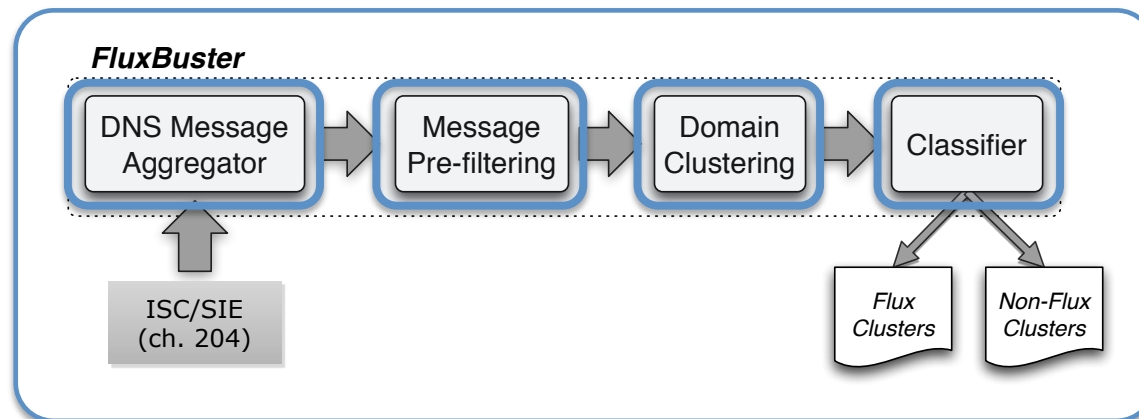 FluxBuster
DNS Message
Aggregator
Message
Pre-filtering
Domain
Clustering
Classifier
ISC/SIE
(ch. 204)
Flux
Clusters
Non-Flux
Clusters